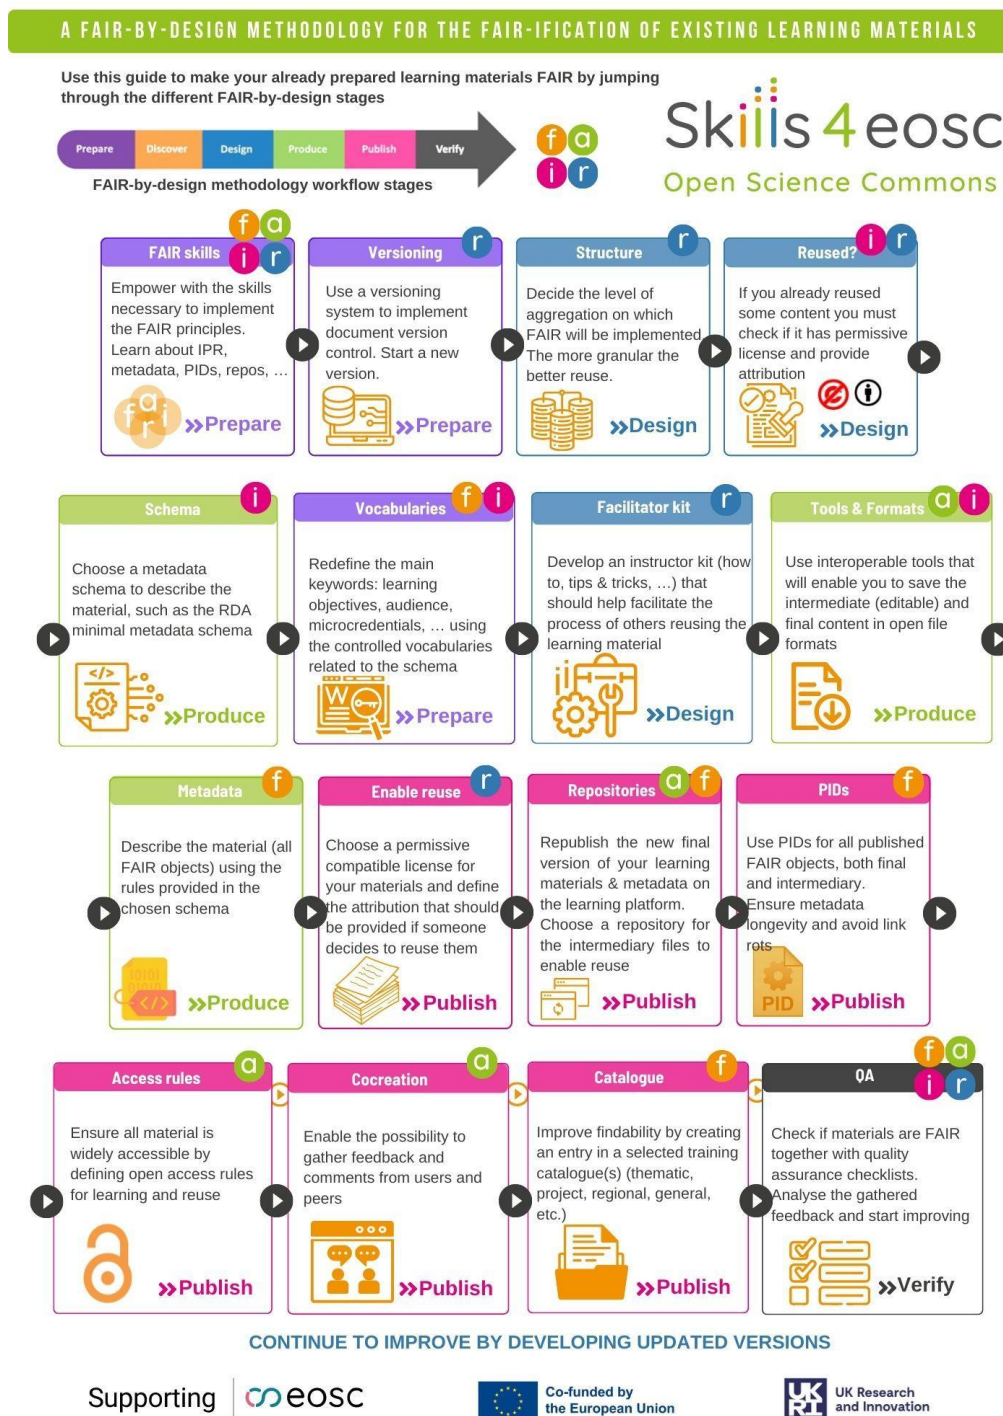 A FAIR-BY-DESIGN METHODOLOGY FOR THE FAIR-IFICATION OF EXISTING LEARNING MATERIALS
Use this guide to make your already prepared learning materials FAIR by jumping
through the different FAIR-by-design stages
Prepare
Discover
Design
Produce
Publish
Verify
FAIR-by-design methodology workflow stages
f a
i r
Skills 4 eosc
Open Science Commons
f a
i r
FAIR skills
Empower with the skills
necessary to implement
the FAIR principles.
Learn about IPR,
metadata, PIDs, repos, …
f a i r
»Prepare
r
Versioning
Use a versioning
system to implement
document version
control. Start a new
version.
»Prepare
r
Structure
Decide the level of
aggregation on which
FAIR will be implemented
The more granular the
better reuse.
»Design
i r
Reused?
If you already reused
some content you must
check if it has permissive
license and provide
attribution
»Design
i
Schema
Choose a metadata
schema to describe the
material, such as the RDA
minimal metadata schema
</>
»Produce
f i
Vocabularies
Redefine the main
keywords: learning
objectives, audience,
microcredentials, … using
the controlled vocabularies
related to the schema
W
»Prepare
r
Facilitator kit
Develop an instructor kit (how
to, tips & tricks, …) that
should help facilitate the
process of others reusing the
learning material
»Design
a i
Tools & Formats
Use interoperable tools that
will enable you to save the
intermediate (editable) and
final content in open file
formats
»Produce
f
Metadata
Describe the material (all
FAIR objects) using the
rules provided in the
chosen schema
</>
»Produce
r
Enable reuse
Choose a permissive
compatible license for
your materials and define
the attribution that should
be provided if someone
decides to reuse them
»Publish
a f
Repositories
Republish the new final
version of your learning
materials & metadata on
the learning platform.
Choose a repository for
the intermediary files to
enable reuse
»Publish
f
PIDs
Use PIDs for all published
FAIR objects, both final
and intermediary.
Ensure metadata
longevity and avoid link
rots
PID
»Publish
a
Access rules
Ensure all material is
widely accessible by
defining open access rules
for learning and reuse
»Publish
a
Cocreation
Enable the possibility to
gather feedback and
comments from users and
peers
»Publish
f
Catalogue
Improve findability by creating
an entry in a selected training
catalogue(s) (thematic,
project, regional, general,
etc.)
»Publish
f a
i r
QA
Check if materials are FAIR
together with quality
assurance checklists.
Analyse the gathered
feedback and start improving
»Verify
CONTINUE TO IMPROVE BY DEVELOPING UPDATED VERSIONS
Supporting
eosc
Co-funded by
the European Union
UK
RI
UK Research
and Innovation